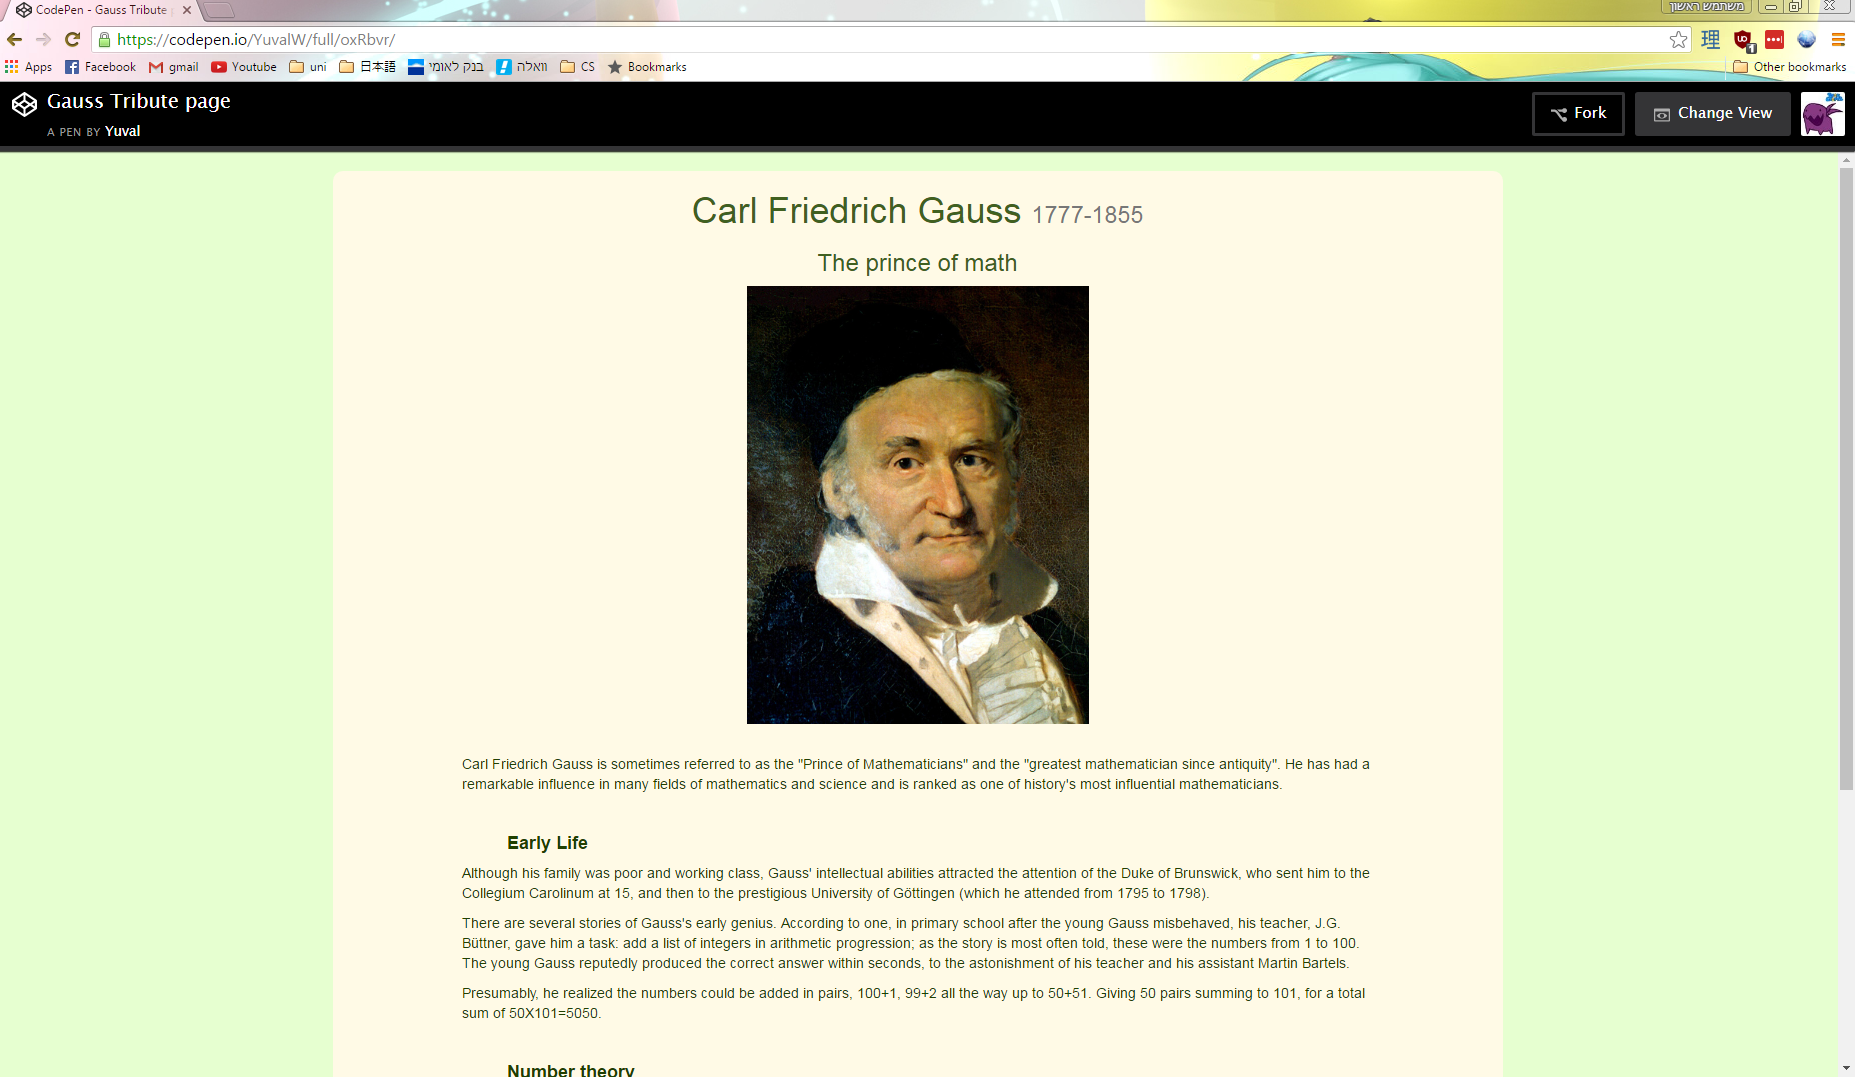 CodePen - Gauss Tribute p
משתמש ראשון
https://codepen.io/YuvalW/full/oxRbvr/
理
UD
1
Apps
Facebook
gmail
Youtube
uni
日本語
בנק לאומי
וואלה
CS
Bookmarks
Other bookmarks
Gauss Tribute page
A PEN BY Yuval
Fork
Change View
Carl Friedrich Gauss 1777-1855
The prince of math
Carl Friedrich Gauss is sometimes referred to as the "Prince of Mathematicians" and the "greatest mathematician since antiquity". He has had a
remarkable influence in many fields of mathematics and science and is ranked as one of history's most influential mathematicians.
Early Life
Although his family was poor and working class, Gauss' intellectual abilities attracted the attention of the Duke of Brunswick, who sent him to the
Collegium Carolinum at 15, and then to the prestigious University of Göttingen (which he attended from 1795 to 1798).
There are several stories of Gauss's early genius. According to one, in primary school after the young Gauss misbehaved, his teacher, J.G.
Büttner, gave him a task: add a list of integers in arithmetic progression; as the story is most often told, these were the numbers from 1 to 100.
The young Gauss reputedly produced the correct answer within seconds, to the astonishment of his teacher and his assistant Martin Bartels.
Presumably, he realized the numbers could be added in pairs, 100+1, 99+2 all the way up to 50+51. Giving 50 pairs summing to 101, for a total
sum of 50X101=5050.
Number theory